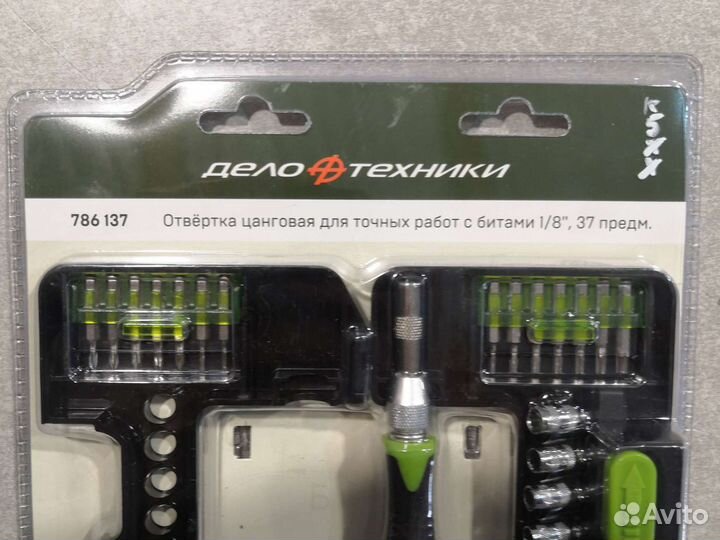 ДЕЛО ТЕХНИКИ
786 137 Отвёртка цанговая для точных работ с битами 1/8", 37 предм.
Avito